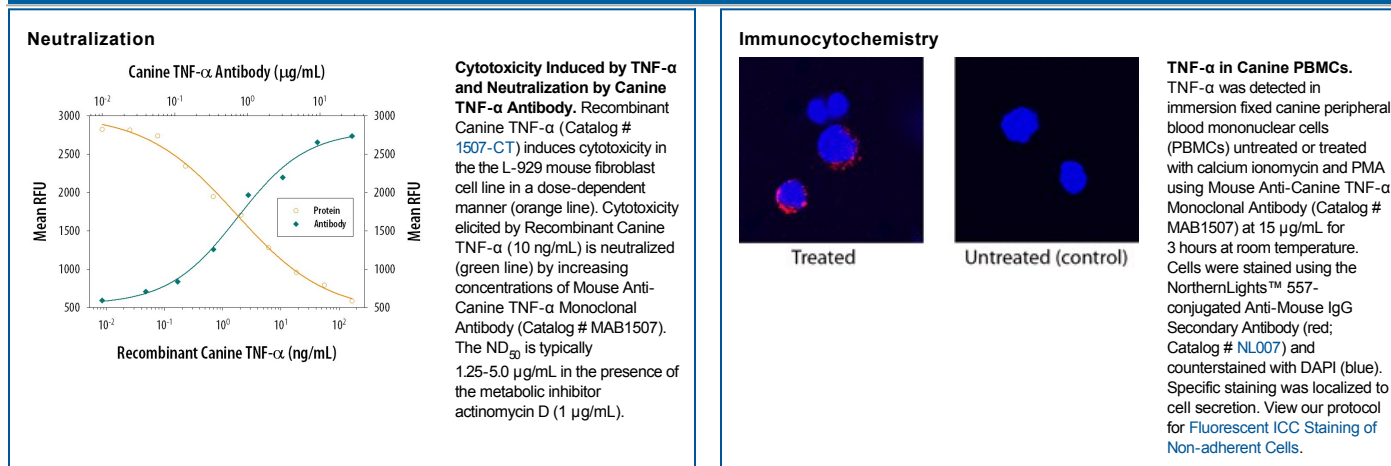 Neutralization
Canine TNF-α Antibody (μg/mL)
10⁻² 10⁻¹ 10⁰ 10¹
3000 3000
2500 2500
2000 2000
1500 1500
1000 1000
500 500
Mean RFU
Mean RFU
Protein
Antibody
10⁻² 10⁻¹ 10⁰ 10¹ 10²
Recombinant Canine TNF-α (ng/mL)
Cytotoxicity Induced by TNF-α
and Neutralization by Canine
TNF-α Antibody. Recombinant
Canine TNF-α (Catalog #
1507-CT) induces cytotoxicity in
the the L-929 mouse fibroblast
cell line in a dose-dependent
manner (orange line). Cytotoxicity
elicited by Recombinant Canine
TNF-α (10 ng/mL) is neutralized
(green line) by increasing
concentrations of Mouse Anti-
Canine TNF-α Monoclonal
Antibody (Catalog # MAB1507).
The ND₅₀ is typically
1.25-5.0 µg/mL in the presence of
the metabolic inhibitor
actinomycin D (1 µg/mL).
Immunocytochemistry
Treated
Untreated (control)
TNF-α in Canine PBMCs.
TNF-α was detected in
immersion fixed canine peripheral
blood mononuclear cells
(PBMCs) untreated or treated
with calcium ionomycin and PMA
using Mouse Anti-Canine TNF-α
Monoclonal Antibody (Catalog #
MAB1507) at 15 µg/mL for
3 hours at room temperature.
Cells were stained using the
NorthernLights™ 557-
conjugated Anti-Mouse IgG
Secondary Antibody (red;
Catalog # NL007) and
counterstained with DAPI (blue).
Specific staining was localized to
cell secretion. View our protocol
for Fluorescent ICC Staining of
Non-adherent Cells.